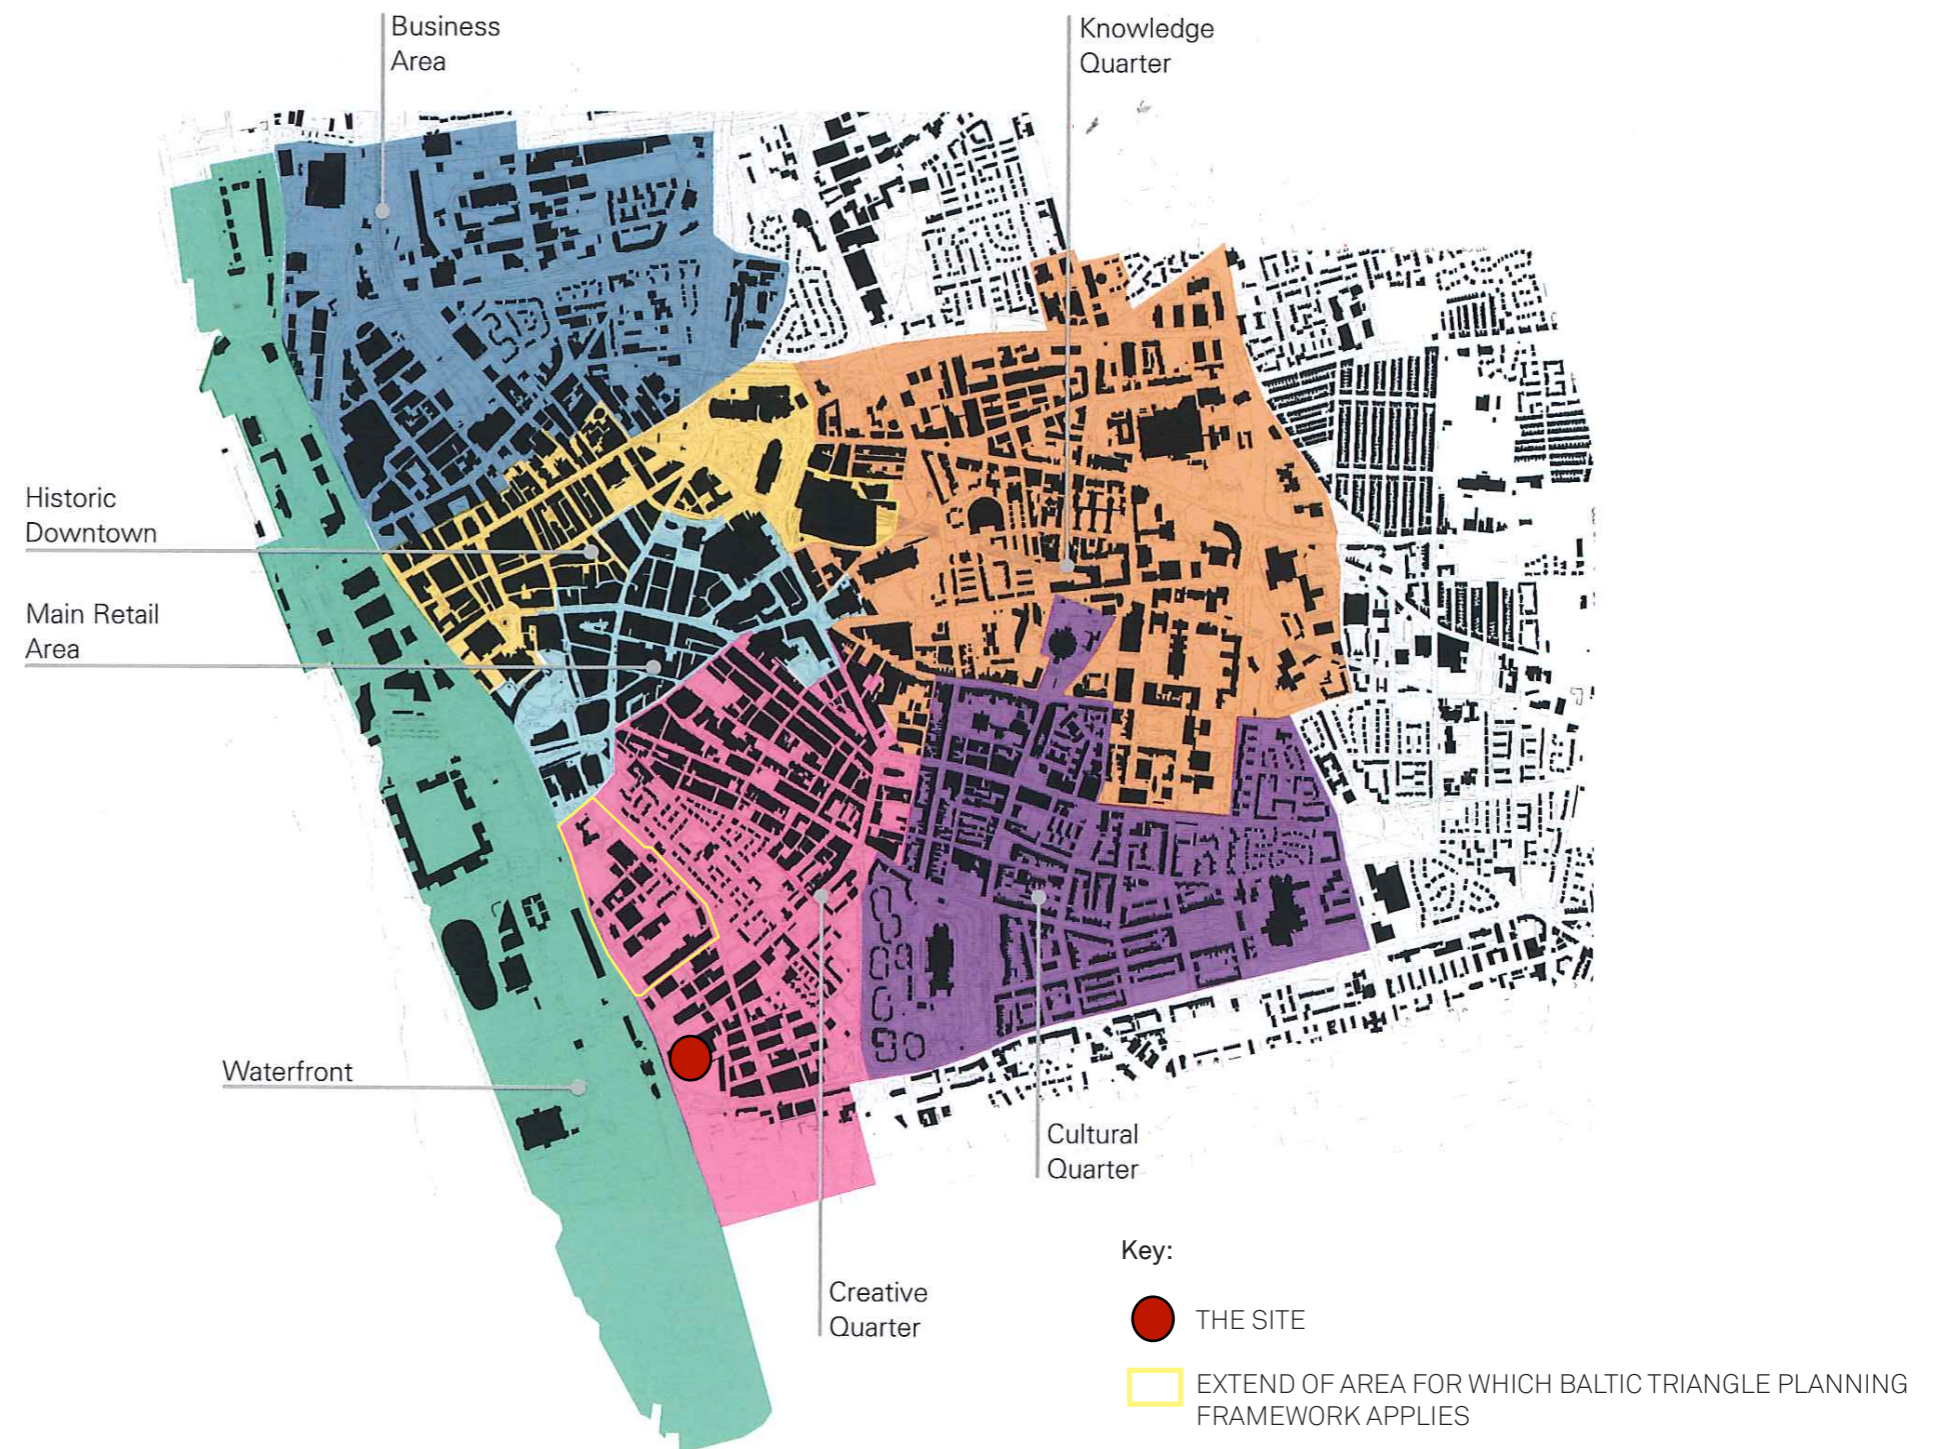 Business
Area
Knowledge
Quarter
Historic
Downtown
Main Retail
Area
Waterfront
Cultural
Quarter
Creative
Quarter
Key:
THE SITE
EXTEND OF AREA FOR WHICH BALTIC TRIANGLE PLANNING
FRAMEWORK APPLIES